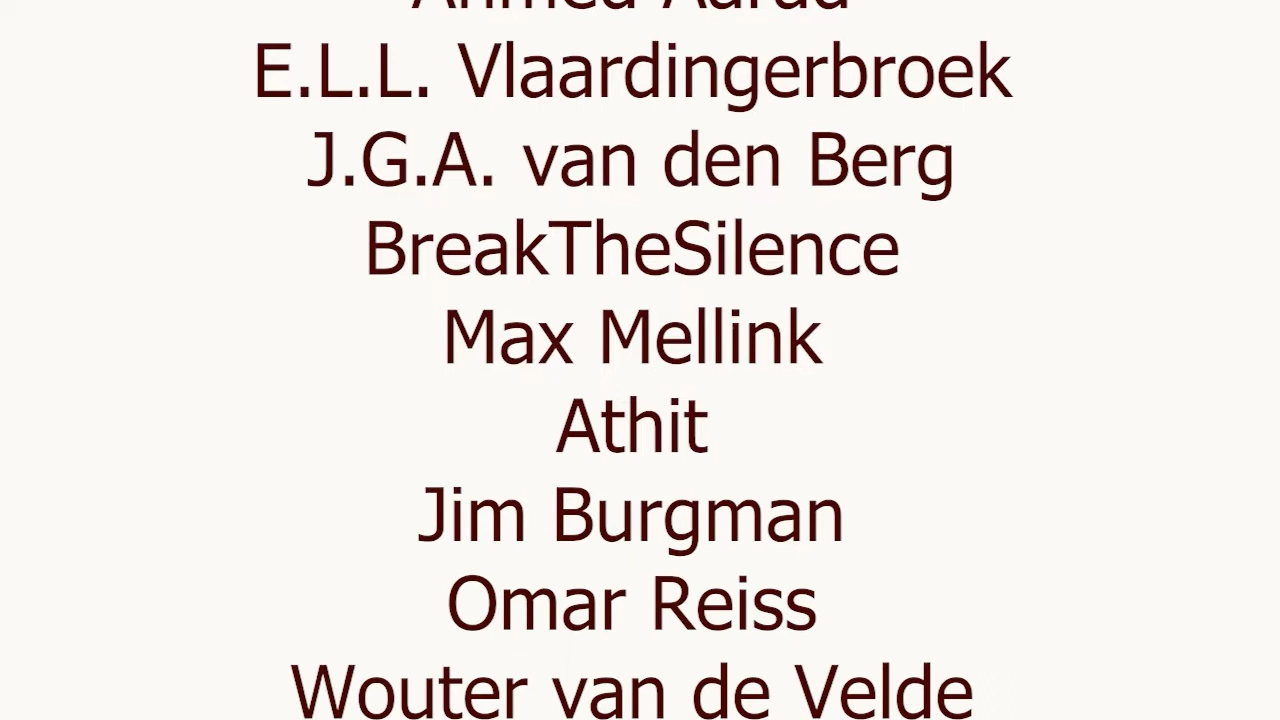 E.L.L. Vlaardingerbroek
J.G.A. van den Berg
BreakTheSilence
Max Mellink
Athit
Jim Burgman
Omar Reiss
Wouter van de Velde